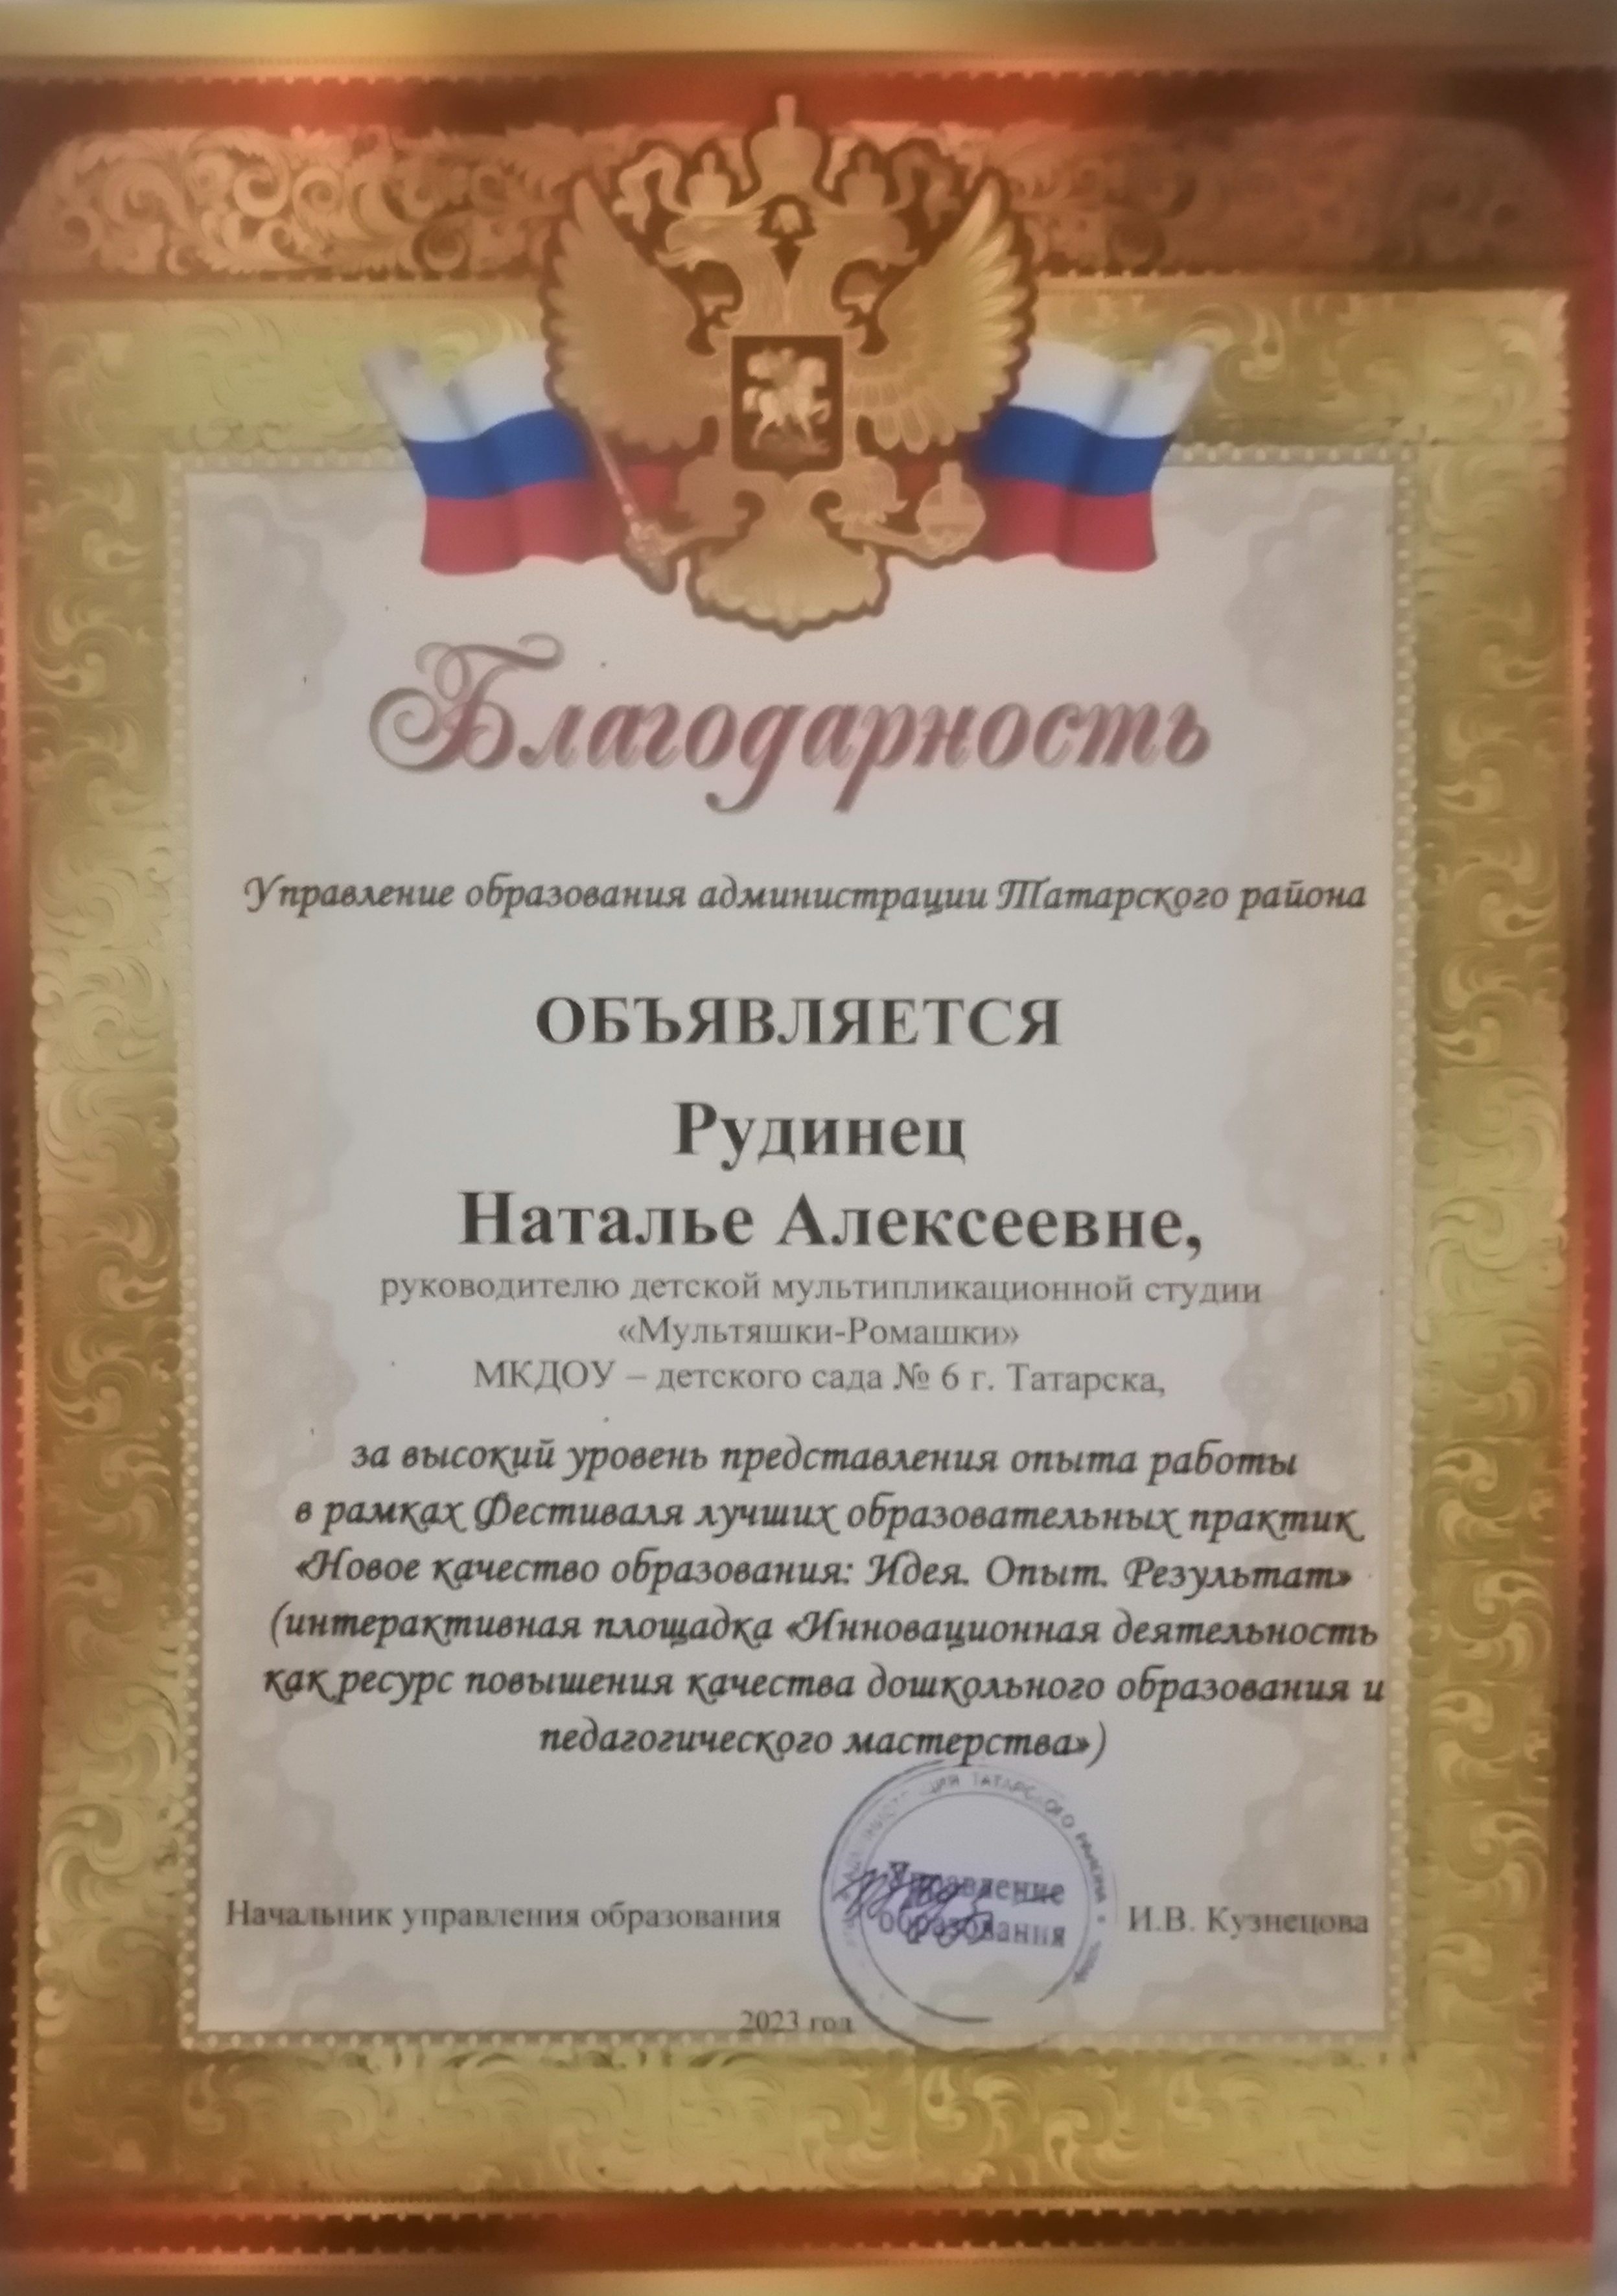 Благодарность
Управление образования администрации Татарского района
ОБЪЯВЛЯЕТСЯ
Рудинец
Наталье Алексеевне,
руководителю детской мультипликационной студии
«Мультяшки-Ромашки»
МКДОУ – детского сада № 6 г. Татарска,
за высокий уровень представления опыта работы
в рамках Фестиваля лучших образовательных практик
«Новое качество образования: Идея. Опыт. Результат»
(интерактивная площадка «Инновационная деятельность
как ресурс повышения качества дошкольного образования и
педагогического мастерства»)
ТАТАРСКОГО РАЙОНА
Управление
образования
Начальник управления образования
И.В. Кузнецова
2023 год